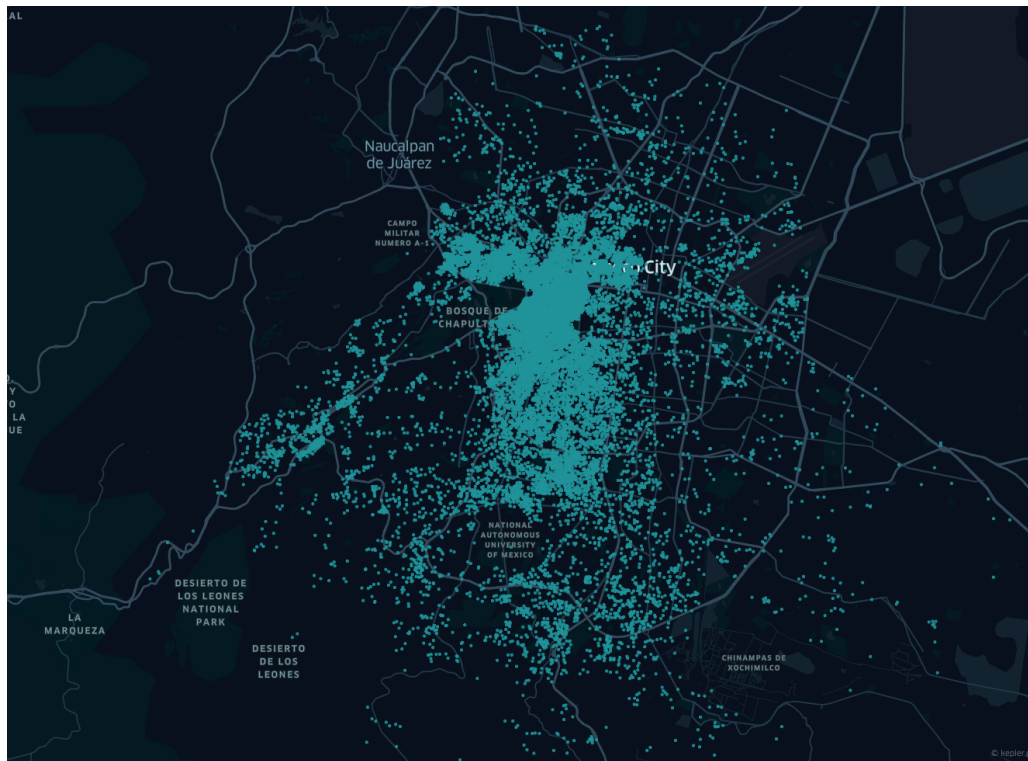 AL
Naucalpan
de Juárez
CAMPO
MILITAR
NUMERO A-1
City
BOSQUE DE
CHAPULT
Y
O
LA
UE
NATIONAL
AUTONOMOUS
UNIVERSITY
OF MEXICO
DESIERTO DE
LOS LEONES
NATIONAL
PARK
LA
MARQUEZA
DESIERTO
DE LOS
LEONES
CHINAMPAS DE
XOCHIMILCO
© kepler